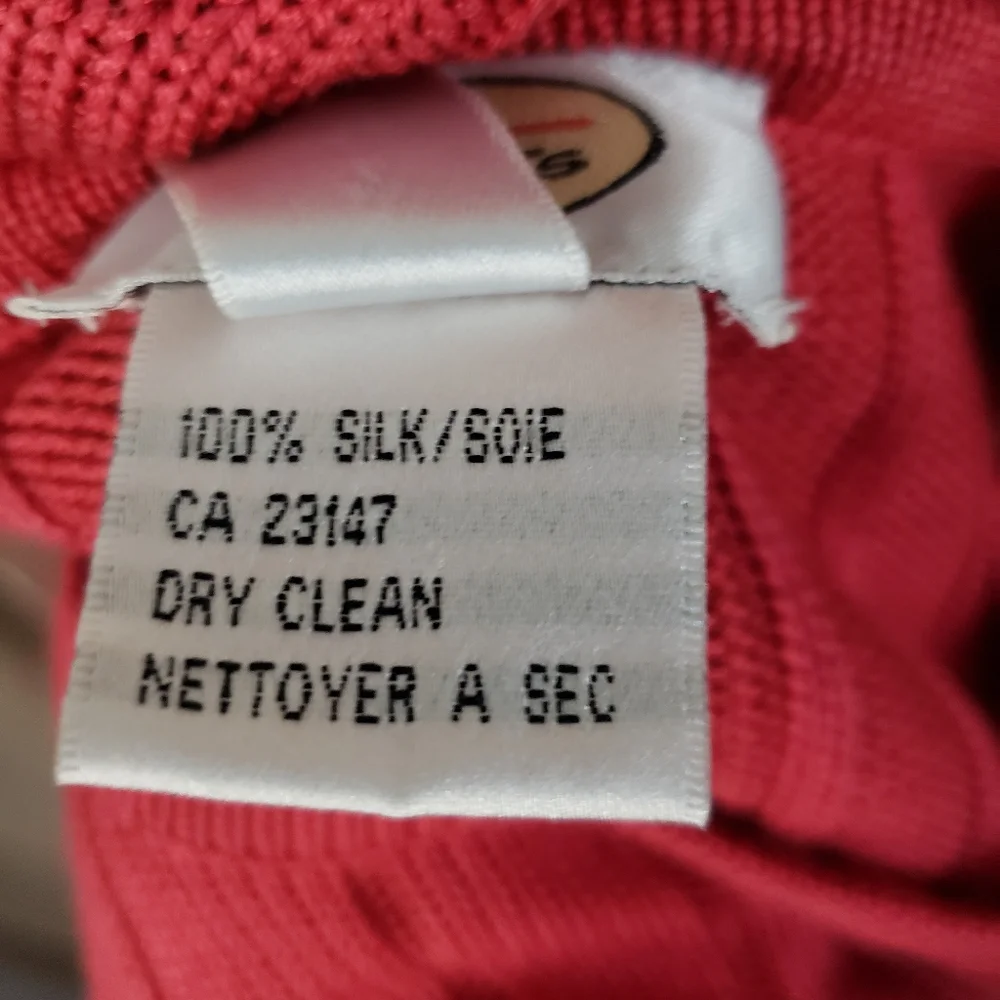 100% SILK/SOIE
CA 23147
DRY CLEAN
NETTOYER A SEC